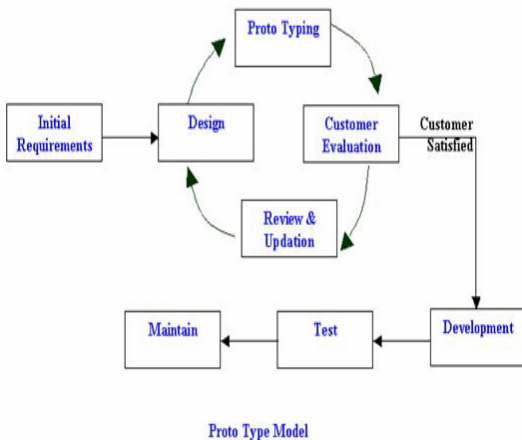 Proto Typing
Initial
Requirements
Design
Customer
Evaluation
Customer
Satisfied
Review &
Updation
Maintain
Test
Development
Proto Type Model